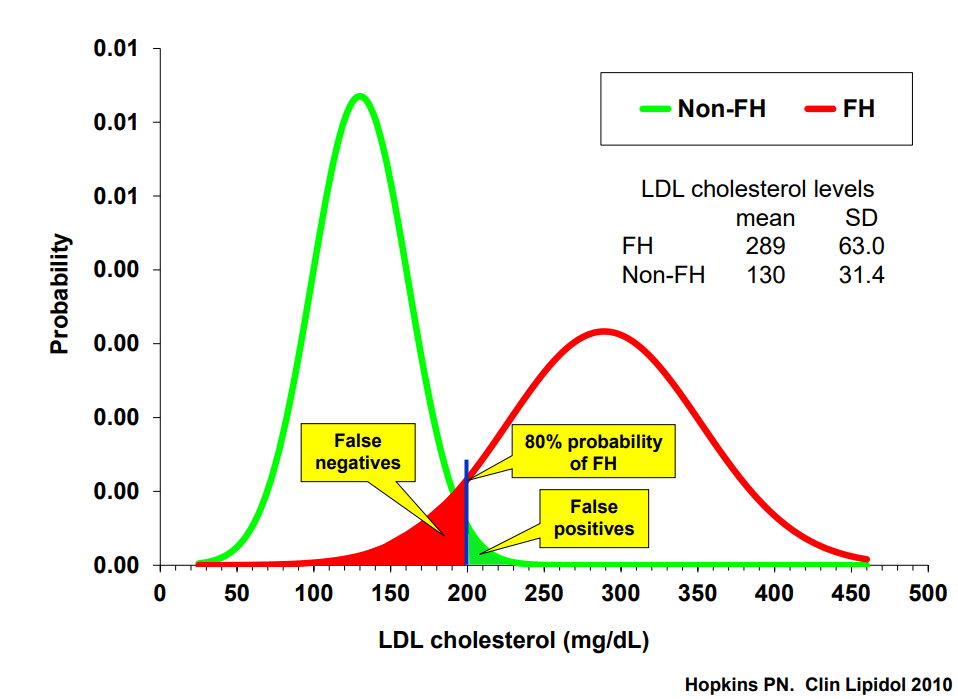 0.01
0.01
0.01
0.00
0.00
0.00
0.00
0.00
Probability
Non-FH FH
LDL cholesterol levels
mean SD
FH 289 63.0
Non-FH 130 31.4
False
negatives
80% probability
of FH
False
positives
0 50 100 150 200 250 300 350 400 450 500
LDL cholesterol (mg/dL)
Hopkins PN. Clin Lipidol 2010